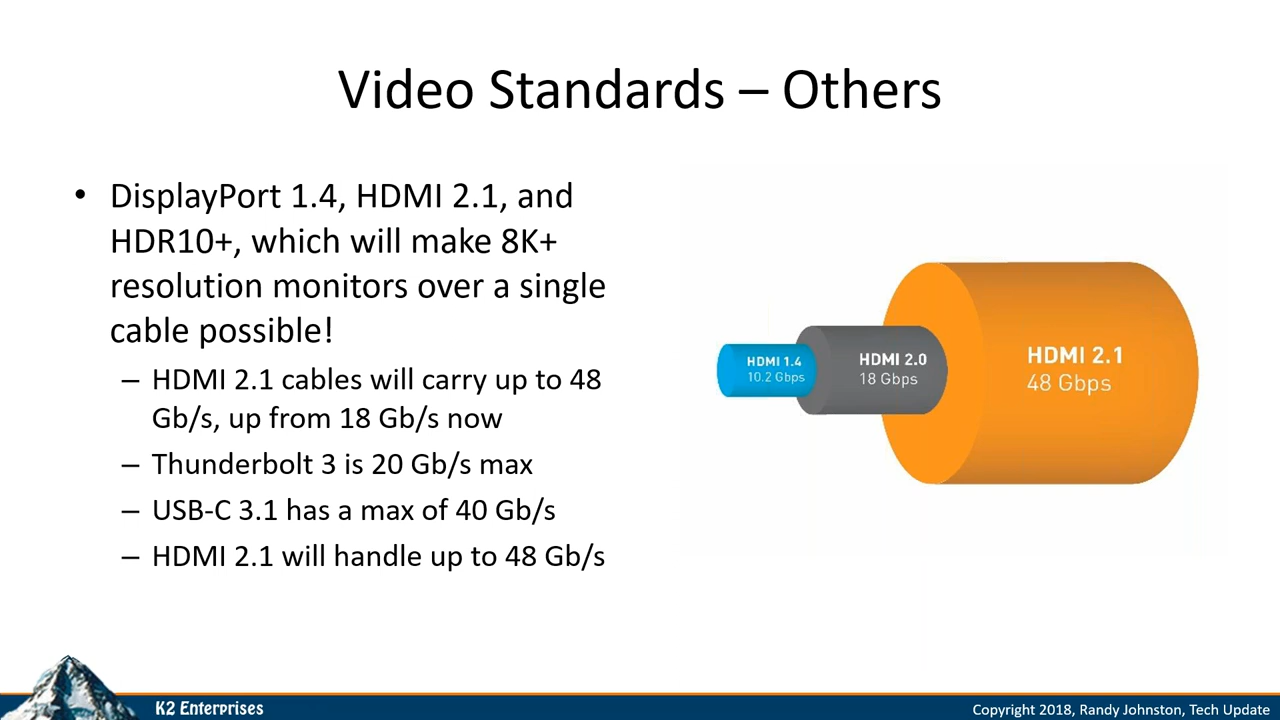 Video Standards – Others
• DisplayPort 1.4, HDMI 2.1, and
HDR10+, which will make 8K+
resolution monitors over a single
cable possible!
– HDMI 2.1 cables will carry up to 48
Gb/s, up from 18 Gb/s now
– Thunderbolt 3 is 20 Gb/s max
– USB-C 3.1 has a max of 40 Gb/s
– HDMI 2.1 will handle up to 48 Gb/s
HDMI 1.4
10.2 Gbps
HDMI 2.0
18 Gbps
HDMI 2.1
48 Gbps
K2 Enterprises
Copyright 2018, Randy Johnston, Tech Update